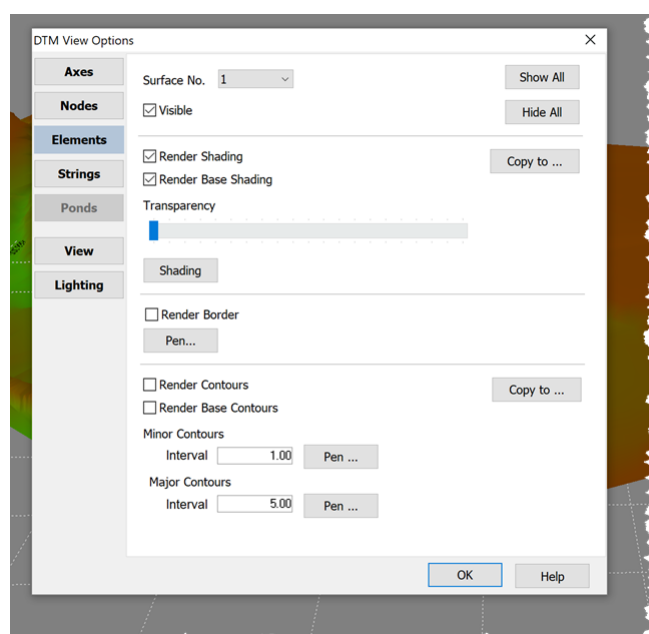 DTM View Options
Axes
Nodes
Elements
Strings
Ponds
View
Lighting
Surface No. 1
Show All
Visible
Hide All
Render Shading
Copy to ...
Render Base Shading
Transparency
Shading
Render Border
Pen...
Render Contours
Copy to ...
Render Base Contours
Minor Contours
Interval 1.00 Pen ...
Major Contours
Interval 5.00 Pen ...
OK Help